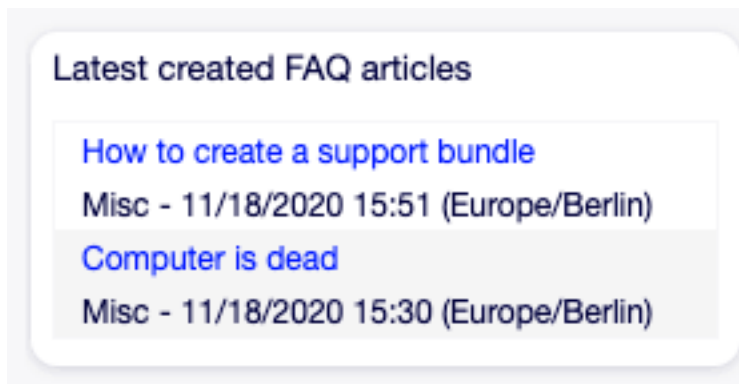 Latest created FAQ articles
How to create a support bundle
Misc - 11/18/2020 15:51 (Europe/Berlin)
Computer is dead
Misc - 11/18/2020 15:30 (Europe/Berlin)